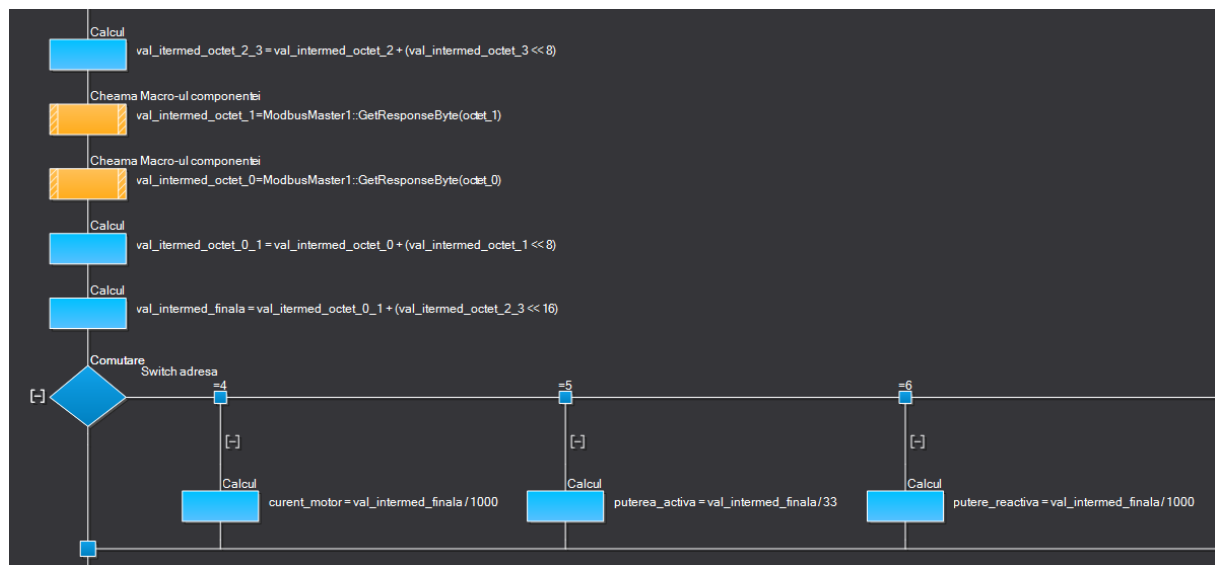 Calcul
val_itermed_octet_2_3 = val_intermed_octet_2 + (val_intermed_octet_3 << 8)
Cheama Macro-ul componentei
val_intermed_octet_1=ModbusMaster1::GetResponseByte(octet_1)
Cheama Macro-ul componentei
val_intermed_octet_0=ModbusMaster1::GetResponseByte(octet_0)
Calcul
val_itermed_octet_0_1 = val_intermed_octet_0 + (val_intermed_octet_1 << 8)
Calcul
val_intermed_finala = val_itermed_octet_0_1 + (val_itermed_octet_2_3 << 16)
Comutare
Switch adresa
=4 =5 =6
[-]
[-] [-] [-]
Calcul Calcul Calcul
curent_motor = val_intermed_finala / 1000 puterea_activa = val_intermed_finala / 33 putere_reactiva = val_intermed_finala / 1000